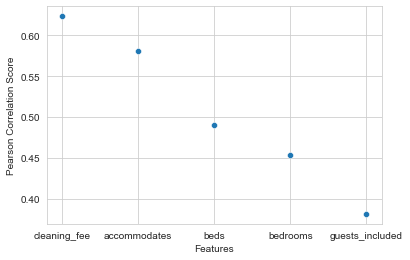 0.60
0.55
0.50
0.45
0.40
Pearson Correlation Score
cleaning_fee accommodates beds bedrooms guests_included
Features